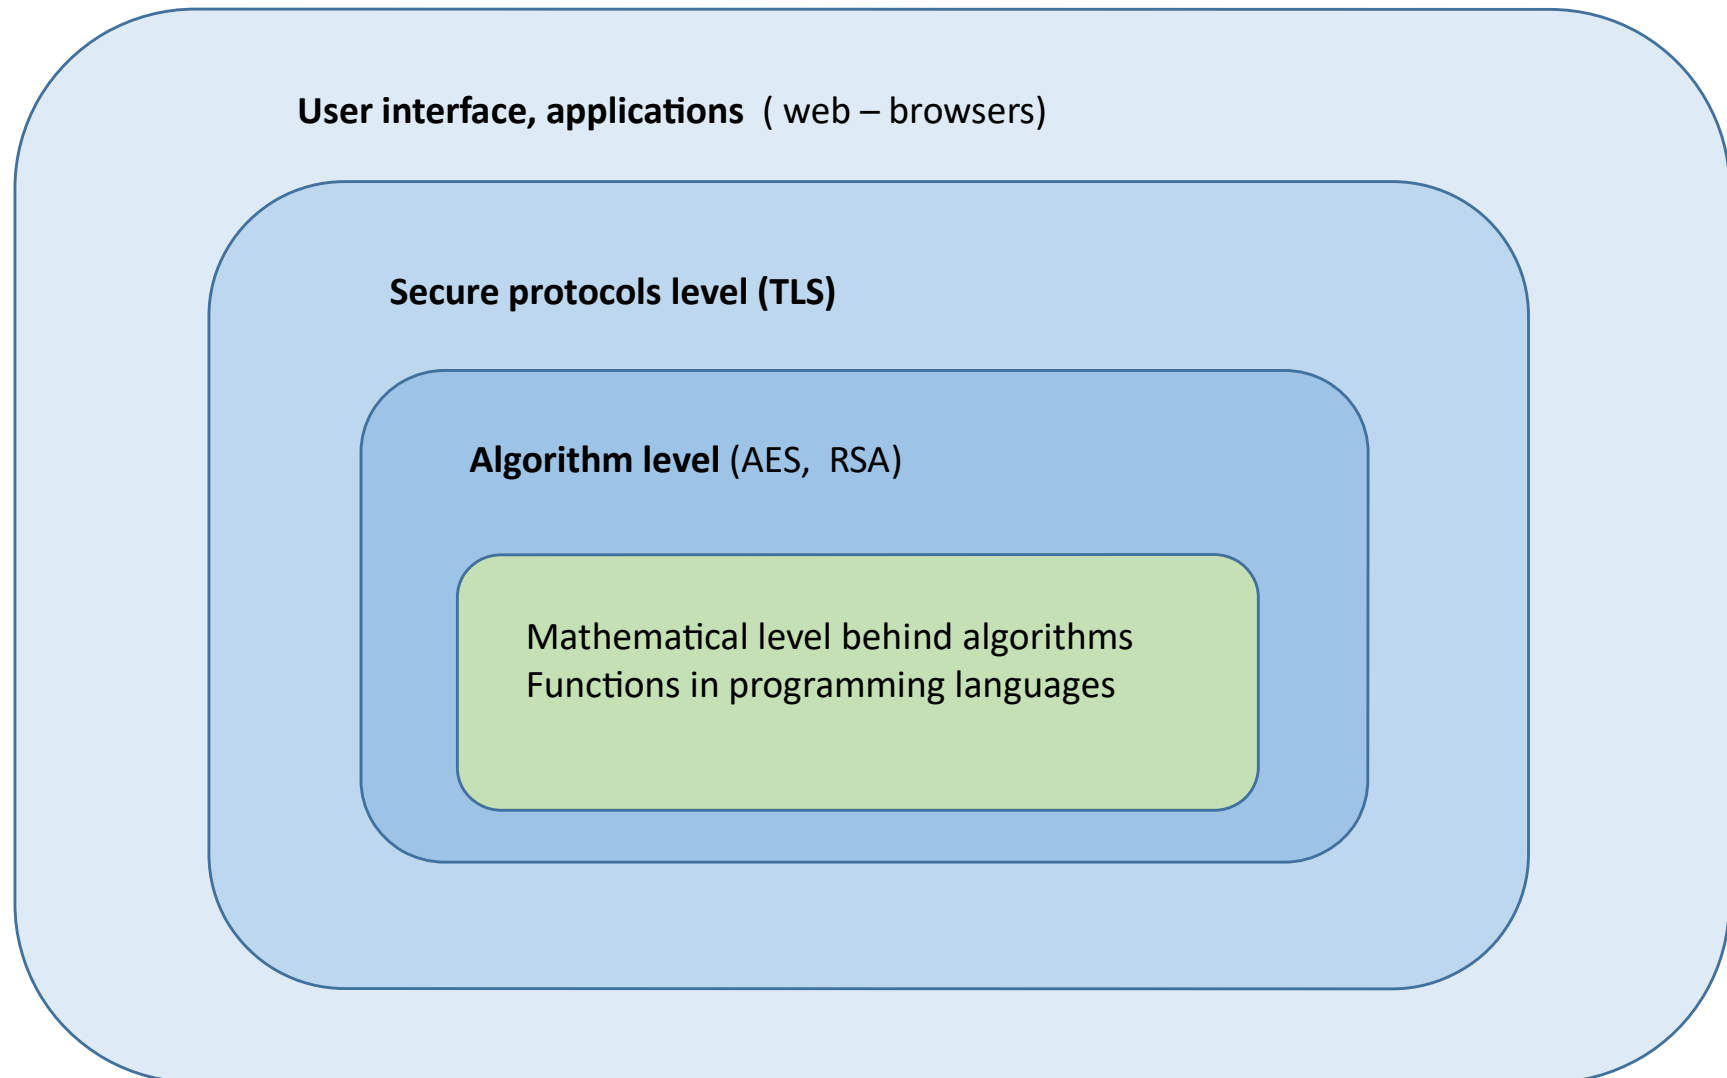 User interface, applications ( web – browsers)
Secure protocols level (TLS)
Algorithm level (AES, RSA)
Mathematical level behind algorithms
Functions in programming languages